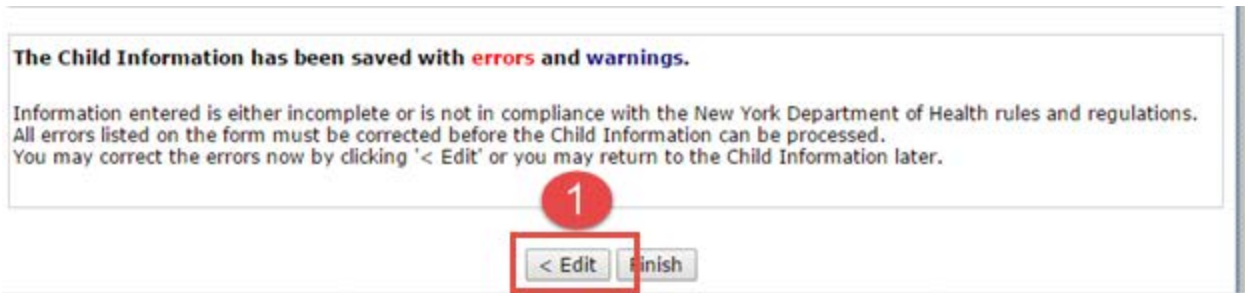 The Child Information has been saved with errors and warnings.
Information entered is either incomplete or is not in compliance with the New York Department of Health rules and regulations.
All errors listed on the form must be corrected before the Child Information can be processed.
You may correct the errors now by clicking '< Edit' or you may return to the Child Information later.
1
< Edit Finish